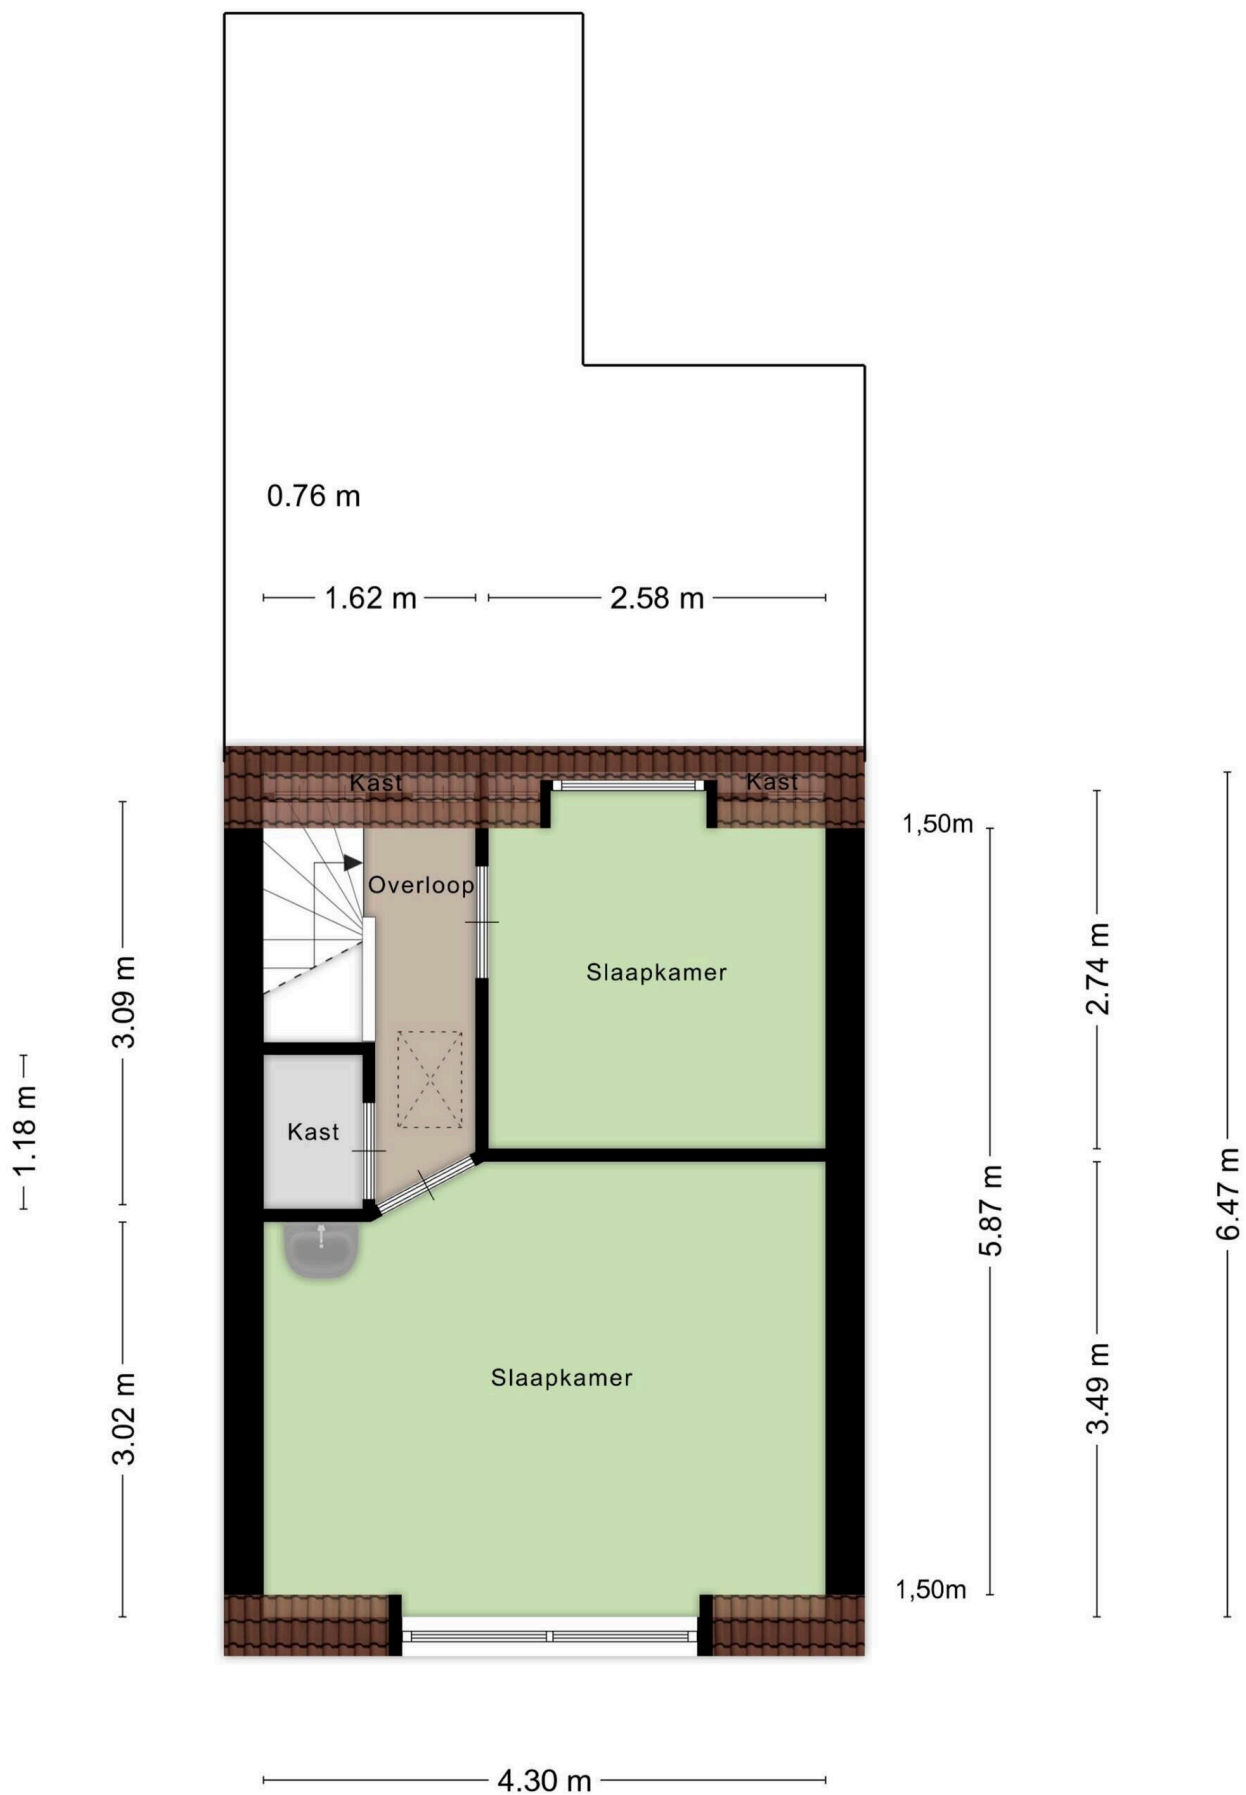 0.76 m
1.62 m
2.58 m
Kast
Kast
1,50m
Overloop
Slaapkamer
2.74 m
3.09 m
1.18 m
Kast
5.87 m
6.47 m
Slaapkamer
3.49 m
3.02 m
1,50m
4.30 m